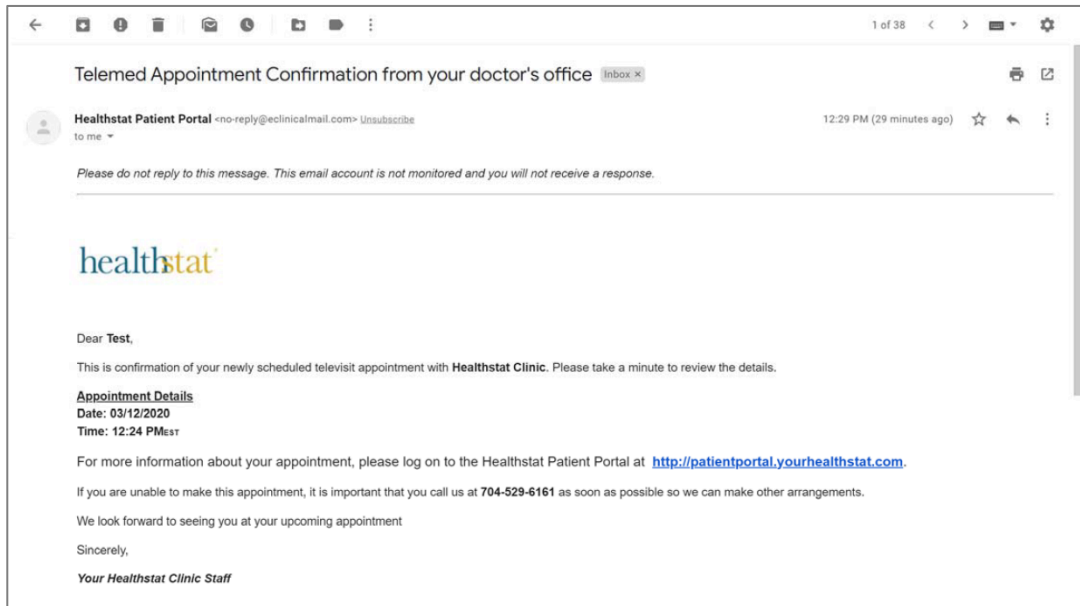 1 of 38
Telemed Appointment Confirmation from your doctor's office Inbox x
Healthstat Patient Portal <no-reply@eclinicalmail.com> Unsubscribe 12:29 PM (29 minutes ago)
to me
Please do not reply to this message. This email account is not monitored and you will not receive a response.
healthstat
Dear Test,
This is confirmation of your newly scheduled televisit appointment with Healthstat Clinic. Please take a minute to review the details.
Appointment Details
Date: 03/12/2020
Time: 12:24 PMEST
For more information about your appointment, please log on to the Healthstat Patient Portal at http://patientportal.yourhealthstat.com.
If you are unable to make this appointment, it is important that you call us at 704-529-6161 as soon as possible so we can make other arrangements.
We look forward to seeing you at your upcoming appointment
Sincerely,
Your Healthstat Clinic Staff